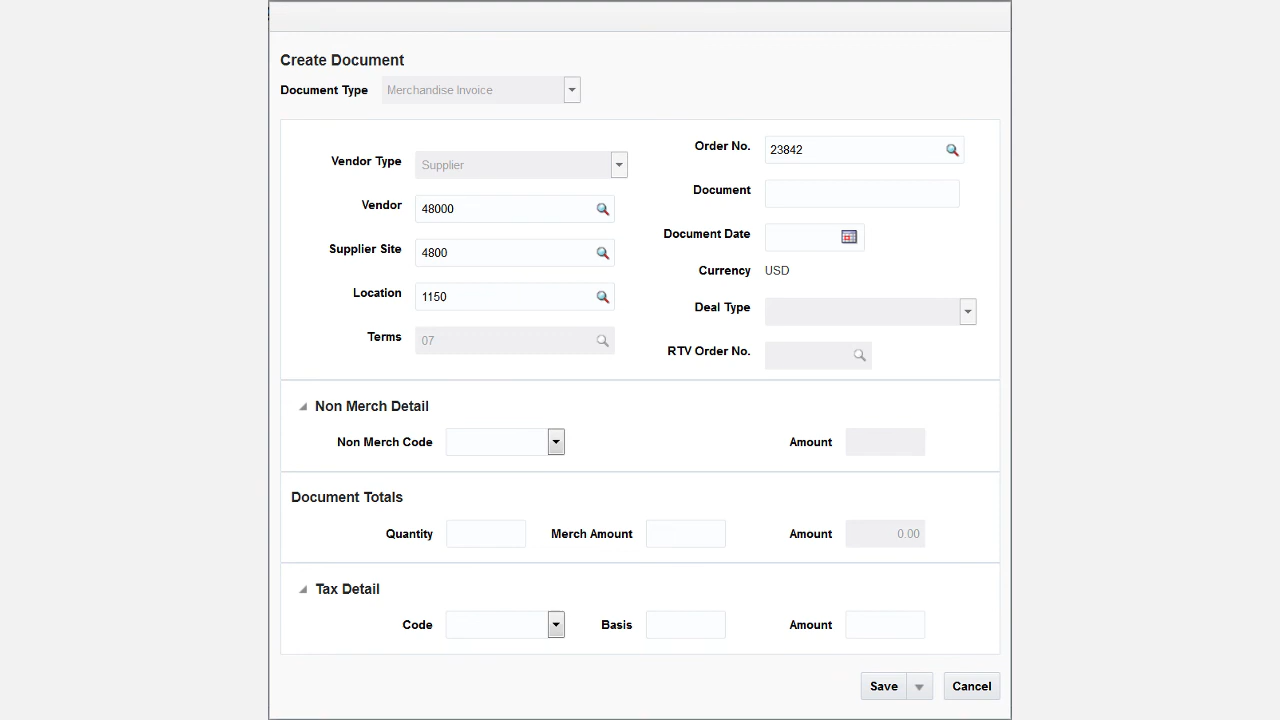 Create Document
Document Type Merchandise Invoice
Vendor Type Supplier
Vendor 48000
Supplier Site 4800
Location 1150
Terms 07
Order No. 23842
Document
Document Date
Currency USD
Deal Type
RTV Order No.
Non Merch Detail
Non Merch Code Amount
Document Totals
Quantity Merch Amount Amount 0.00
Tax Detail
Code Basis Amount
Save Cancel